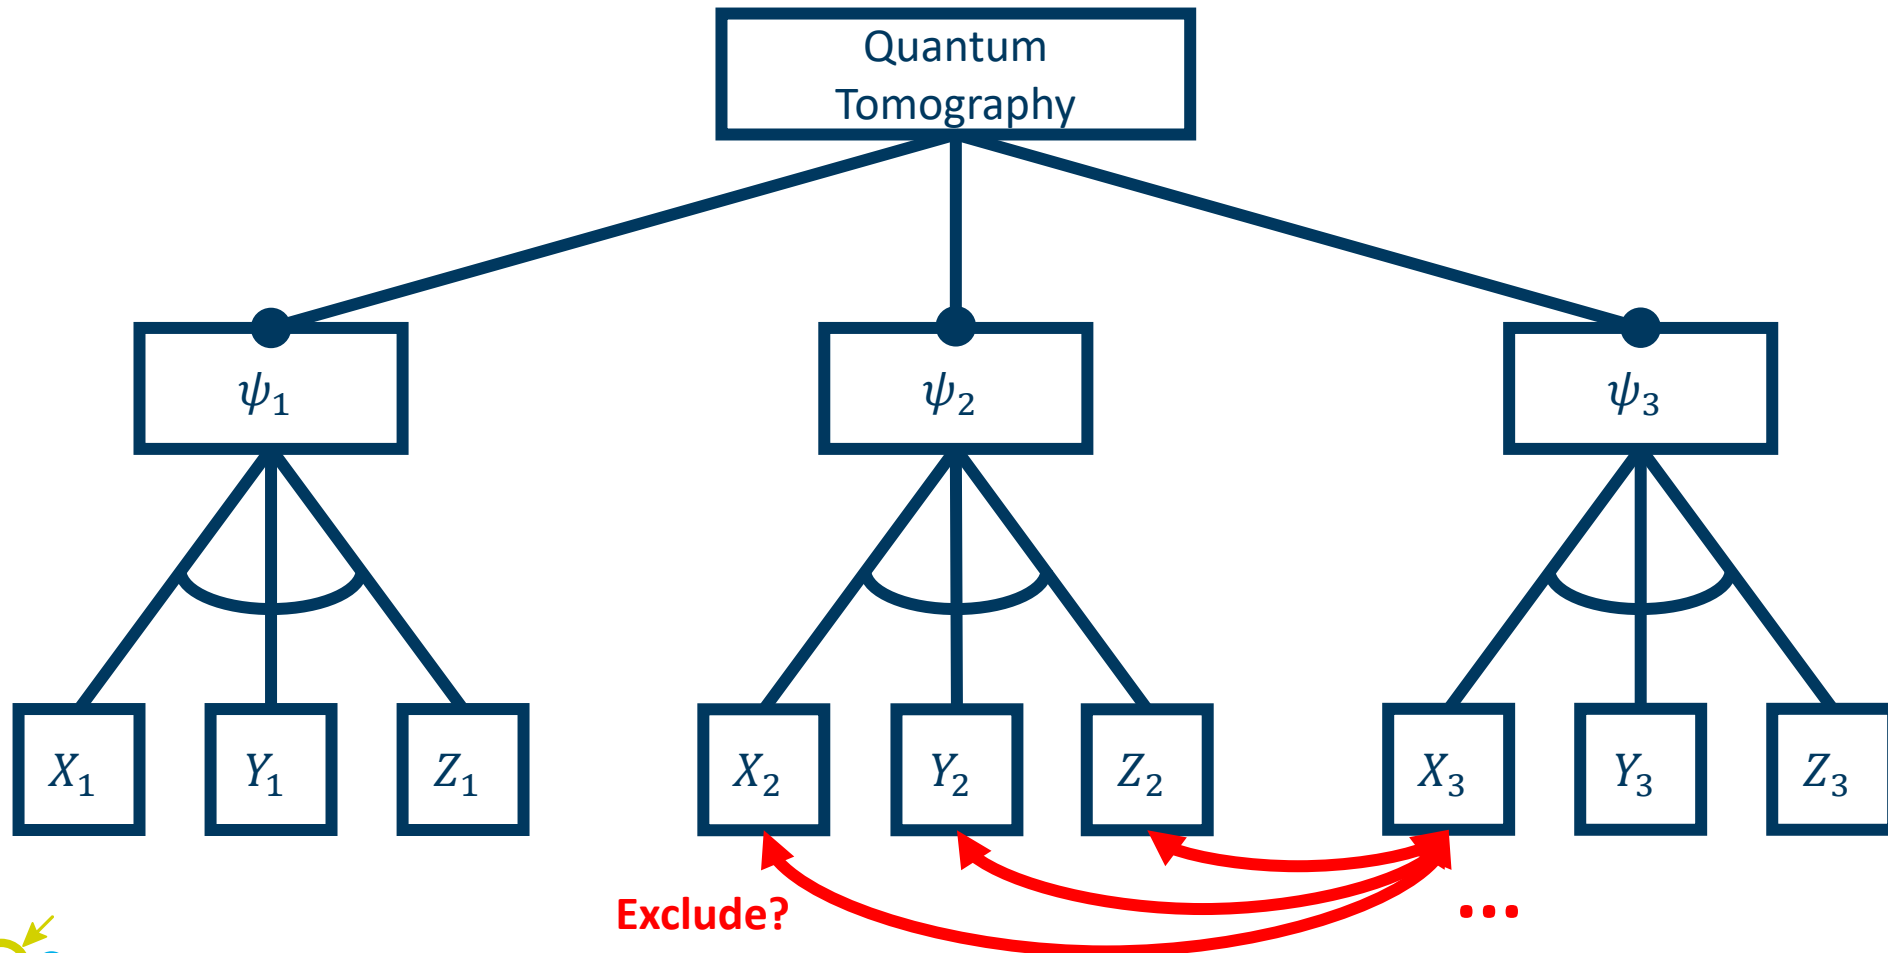 Quantum
Tomography
ψ₁ ψ₂ ψ₃
X₁ Y₁ Z₁ X₂ Y₂ Z₂ X₃ Y₃ Z₃
Exclude? ...